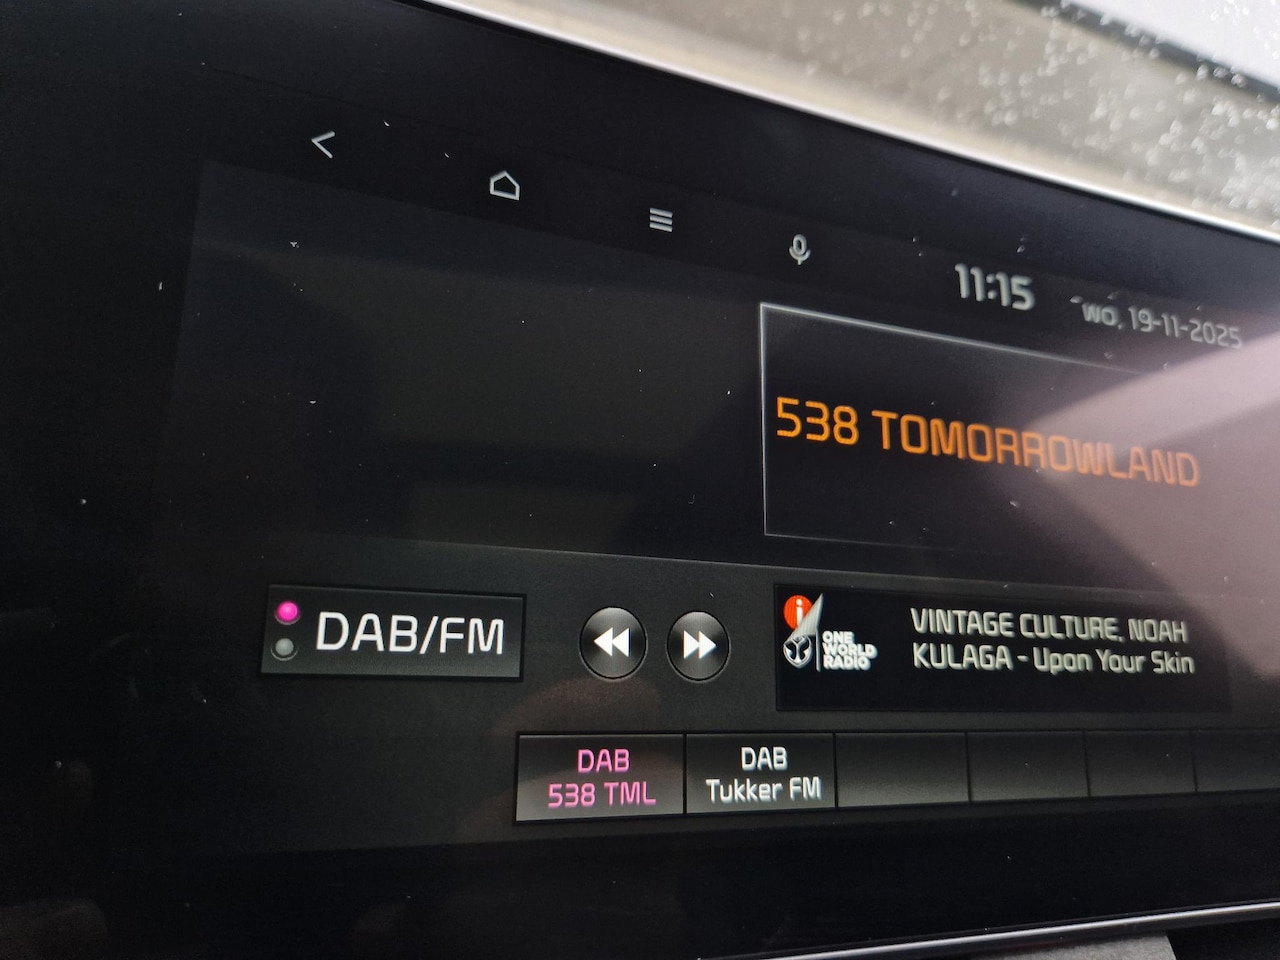 11:15
wo, 19-11-2025
538 TOMORROWLAND
DAB/FM
i
ONE
WORLD
RADIO
VINTAGE CULTURE, NOAH
KULAGA - Upon Your Skin
DAB
538 TML
DAB
Tukker FM